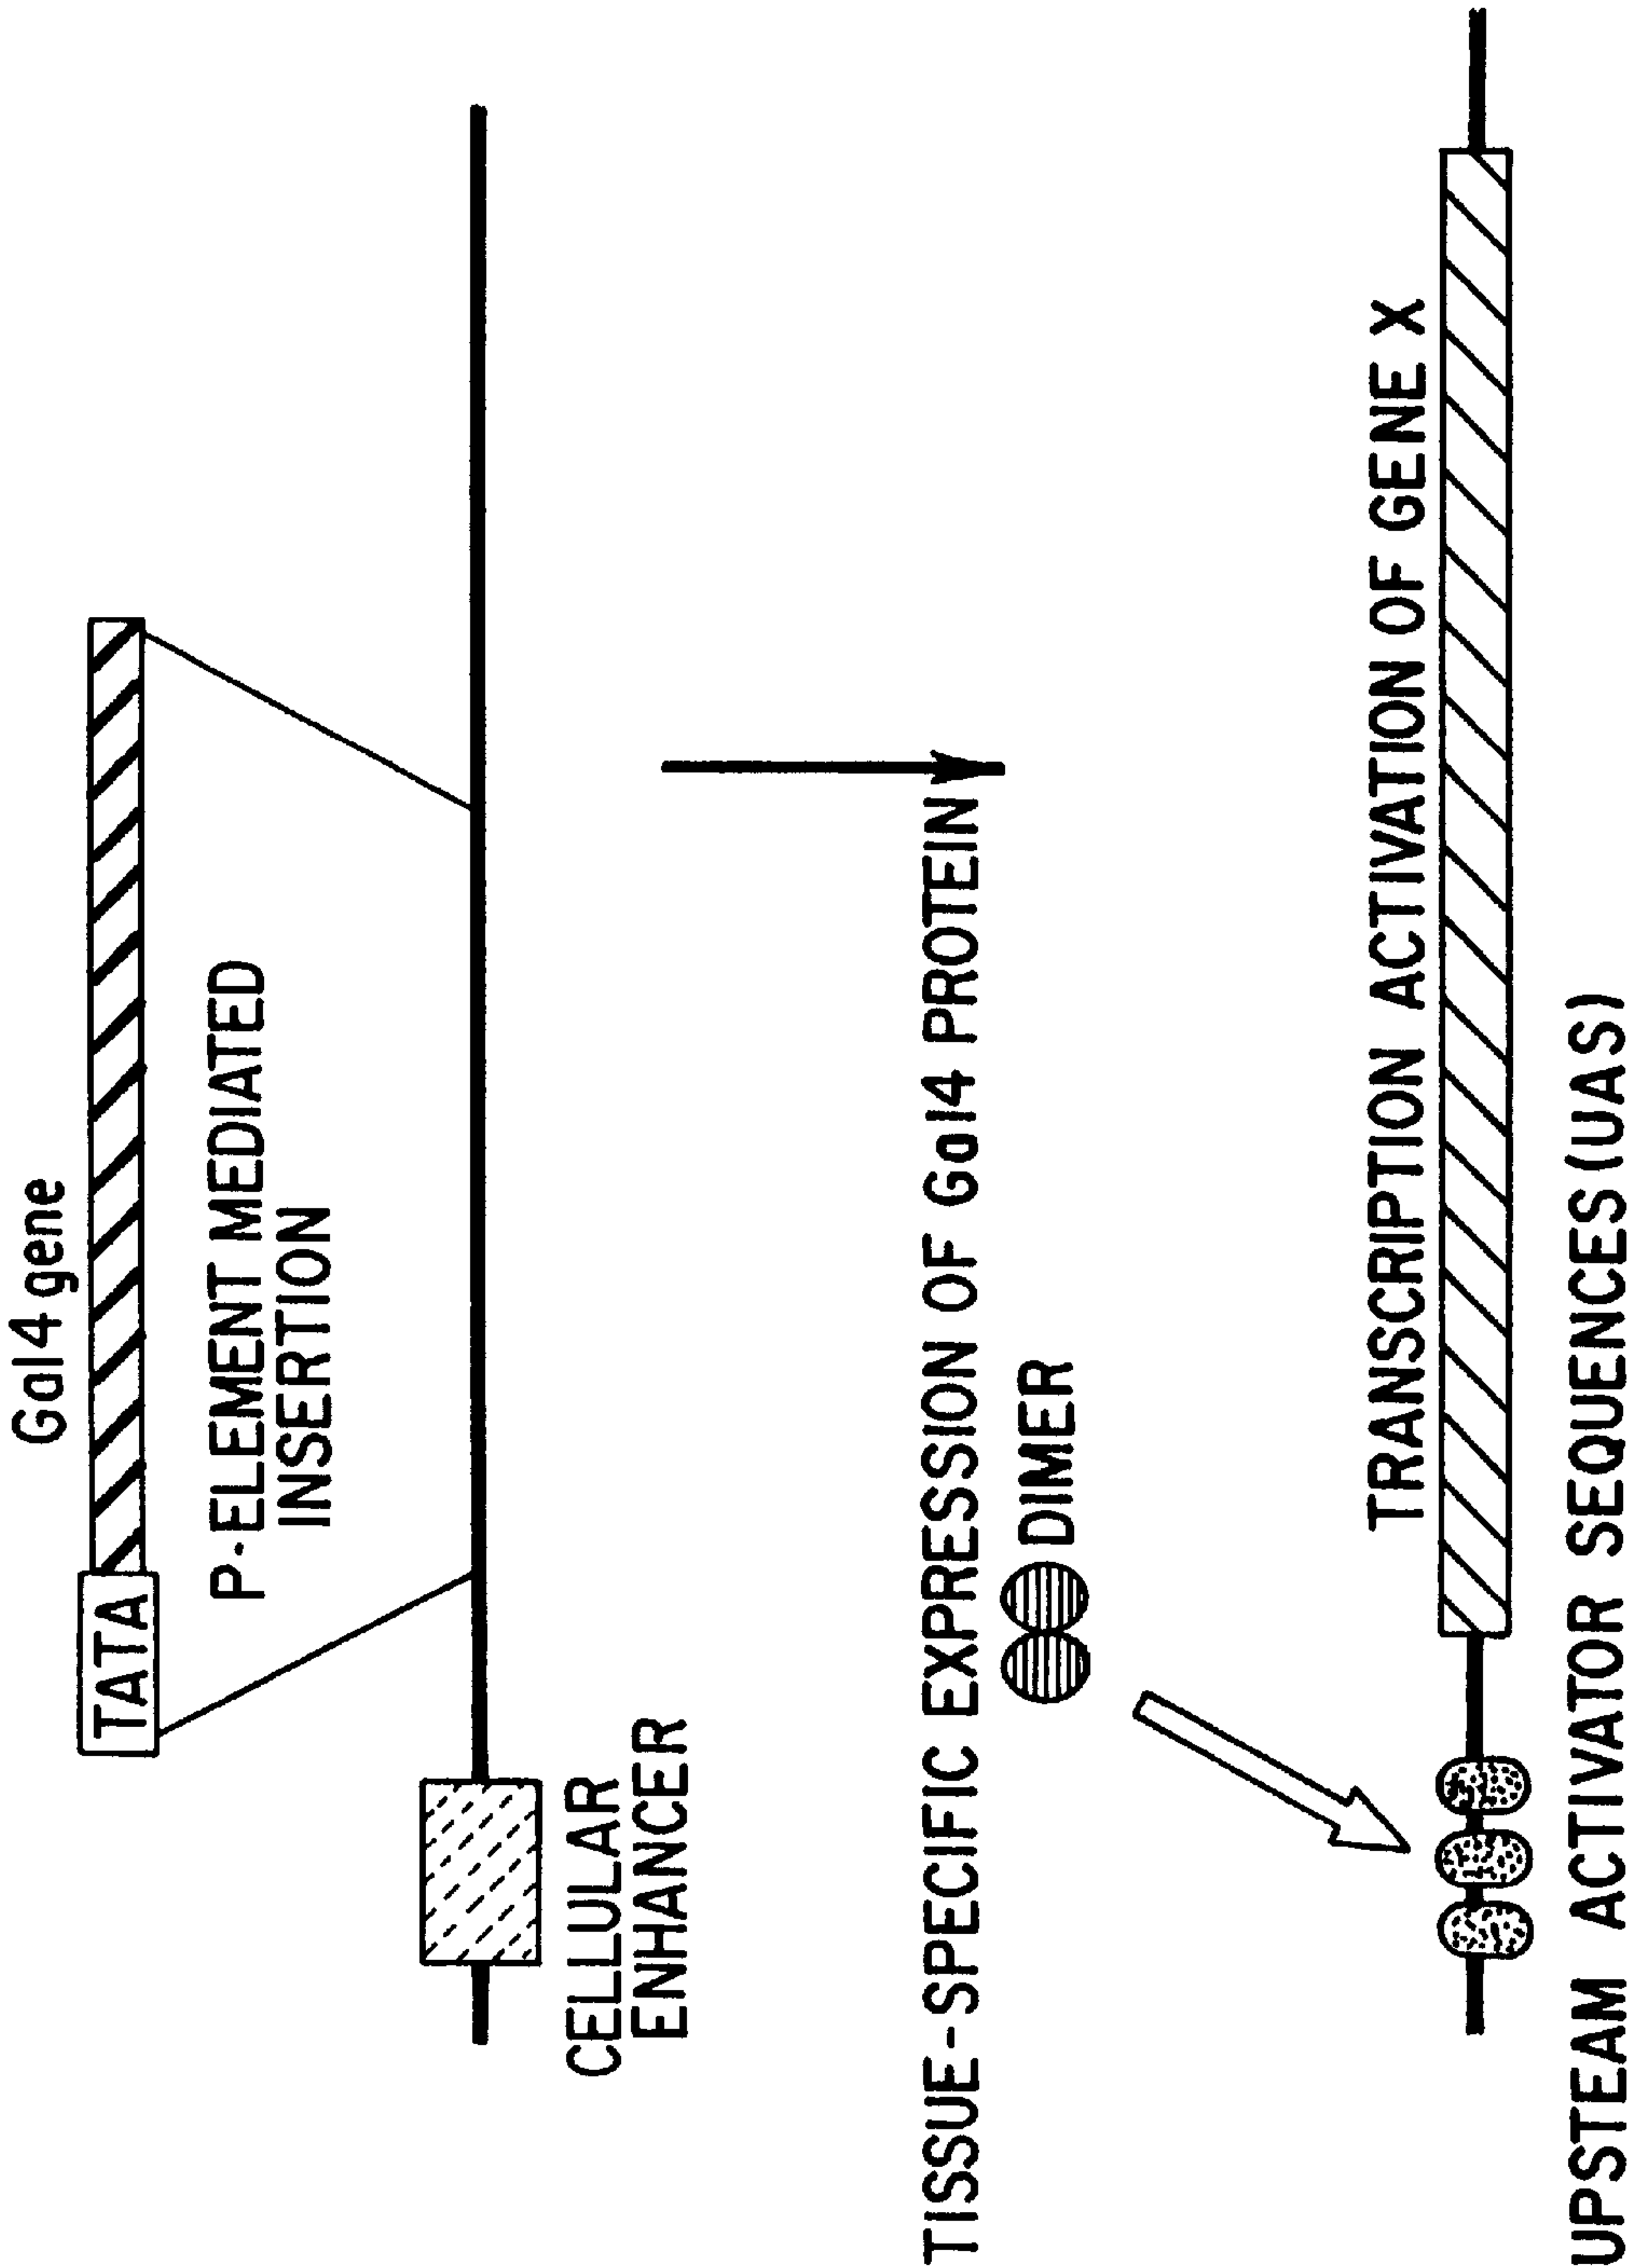 Gal4 gene
TATA
P-ELEMENT MEDIATED
INSERTION
CELLULAR
ENHANCER
TISSUE-SPECIFIC EXPRESSION OF Gal4 PROTEIN
DIMER
TRANSCRIPTION ACTIVATION OF GENE X
UPSTEAM ACTIVATOR SEQUENCES (UAS)